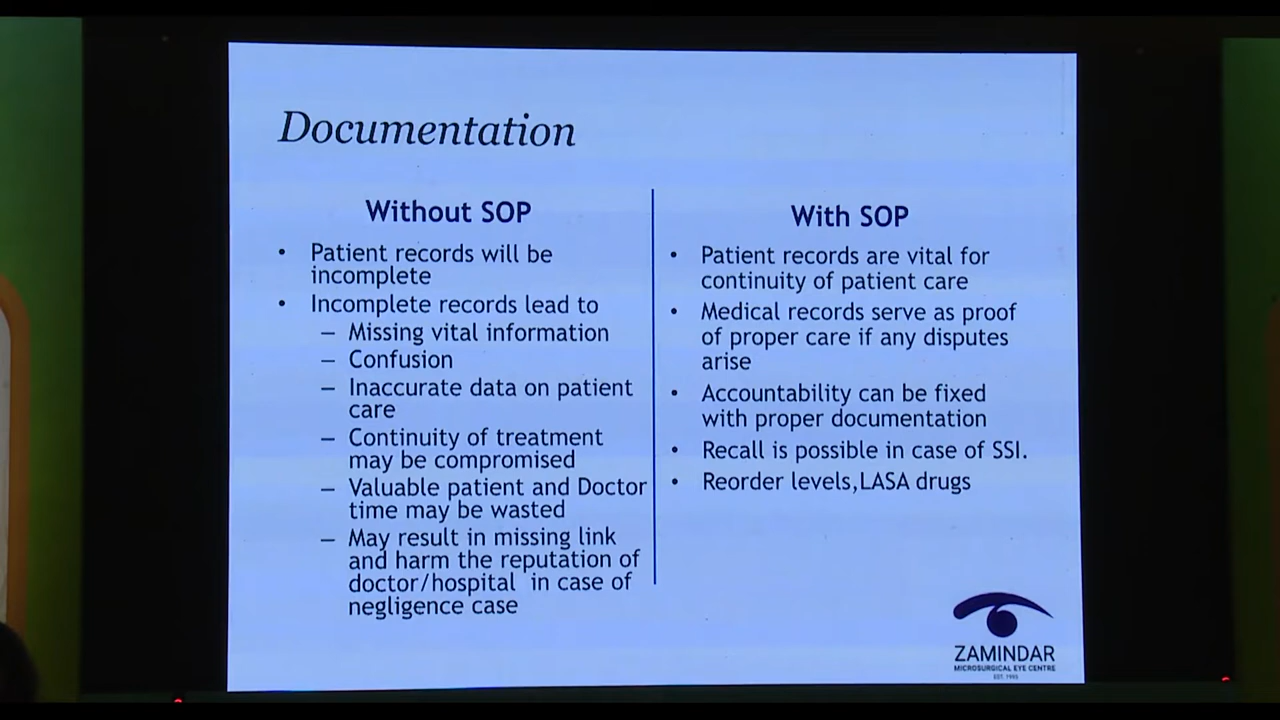 Documentation
Without SOP
• Patient records will be
incomplete
• Incomplete records lead to
– Missing vital information
– Confusion
– Inaccurate data on patient
care
– Continuity of treatment
may be compromised
– Valuable patient and Doctor
time may be wasted
– May result in missing link
and harm the reputation of
doctor/hospital in case of
negligence case
With SOP
• Patient records are vital for
continuity of patient care
• Medical records serve as proof
of proper care if any disputes
arise
• Accountability can be fixed
with proper documentation
• Recall is possible in case of SSI.
• Reorder levels,LASA drugs
ZAMINDAR
MICROSURGICAL EYE CENTRE